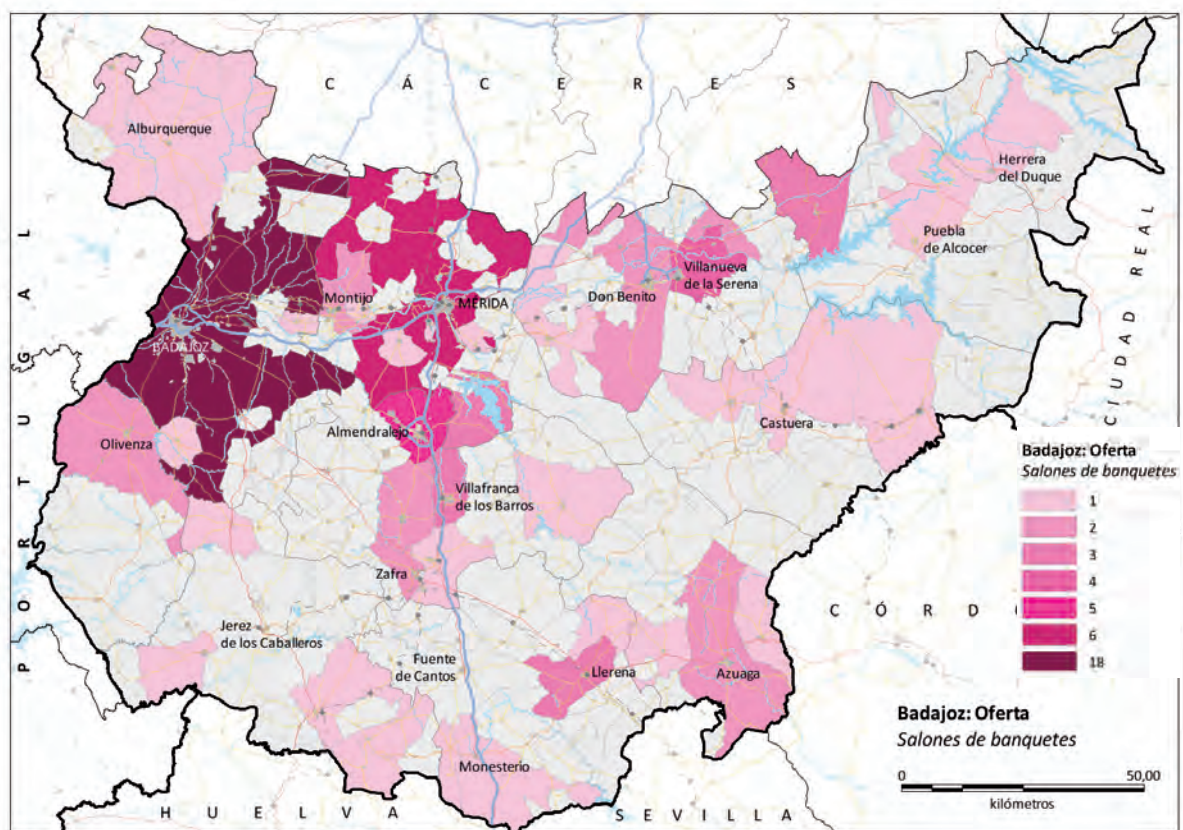 C Á C E R E S
Alburquerque
Herrera
del Duque
Puebla
de Alcocer
Villanueva
de la Serena
Don Benito
Montijo
MÉRIDA
BADAJOZ
P O R T U G A L
CIUDAD REAL
Castuera
Almendralejo
Olivenza
Villafranca
de los Barros
Zafra
Jerez
de los Caballeros
Fuente
de Cantos
Llerena
Azuaga
Monesterio
C Ó R D
H U E L V A
S E V I L L A
Badajoz: Oferta
Salones de banquetes
1
2
3
4
5
6
18
Badajoz: Oferta
Salones de banquetes
0
50,00
kilómetros